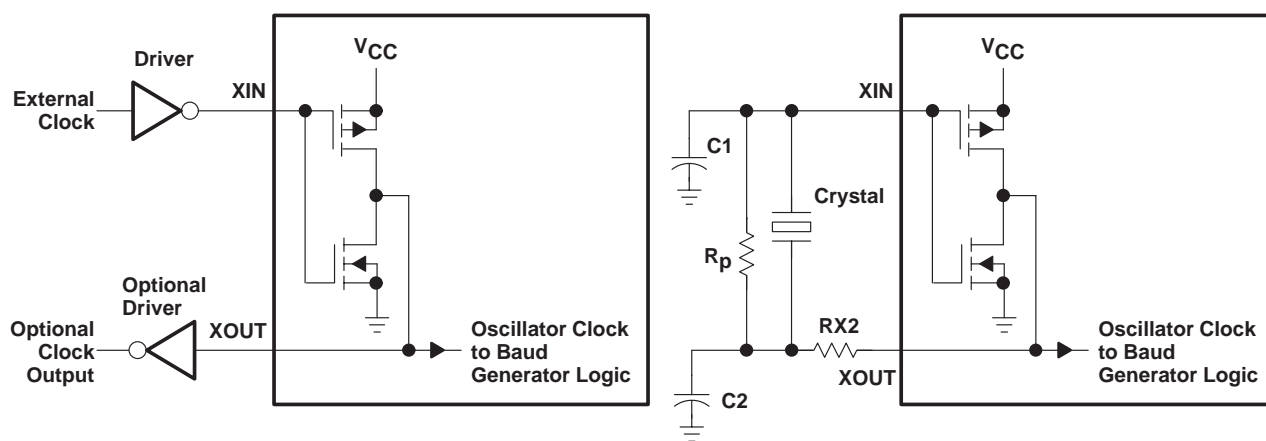 Driver
VCC
XIN
External
Clock
Optional
Driver
Optional
Clock
Output
XOUT
Oscillator Clock
to Baud
Generator Logic
VCC
XIN
C1
Crystal
Rp
RX2
XOUT
C2
Oscillator Clock
to Baud
Generator Logic